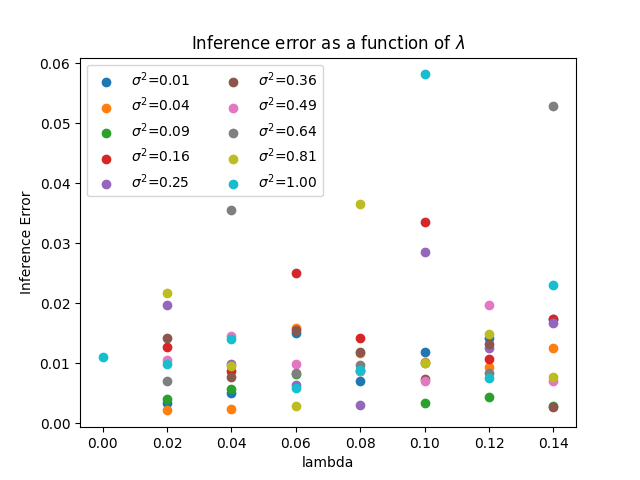 Inference error as a function of λ
0.06
0.05
0.04
0.03
0.02
0.01
0.00
Inference Error
σ²=0.01
σ²=0.04
σ²=0.09
σ²=0.16
σ²=0.25
σ²=0.36
σ²=0.49
σ²=0.64
σ²=0.81
σ²=1.00
0.00 0.02 0.04 0.06 0.08 0.10 0.12 0.14
lambda